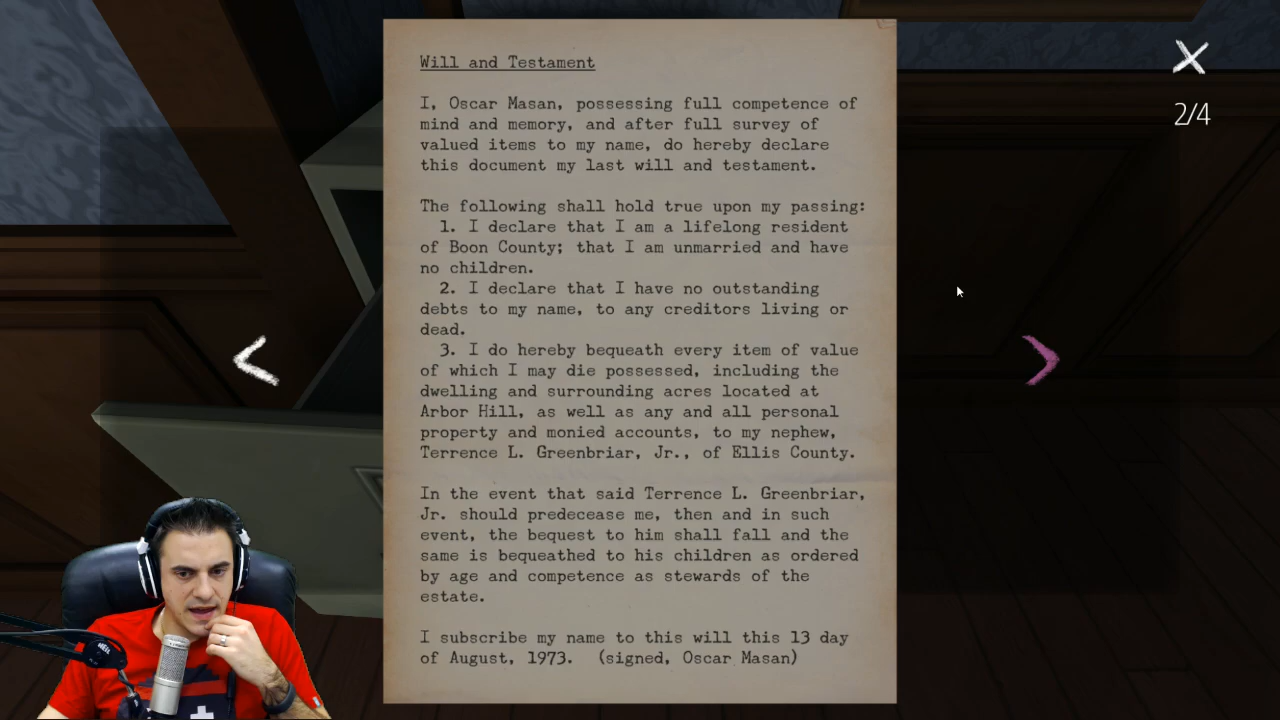 Will and Testament
2/4
I, Oscar Masan, possessing full competence of
mind and memory, and after full survey of
valued items to my name, do hereby declare
this document my last will and testament.
The following shall hold true upon my passing:
1. I declare that I am a lifelong resident
of Boon County; that I am unmarried and have
no children.
2. I declare that I have no outstanding
debts to my name, to any creditors living or
dead.
3. I do hereby bequeath every item of value
of which I may die possessed, including the
dwelling and surrounding acres located at
Arbor Hill, as well as any and all personal
property and monied accounts, to my nephew,
Terrence L. Greenbriar, Jr., of Ellis County.
In the event that said Terrence L. Greenbriar,
Jr. should predecease me, then and in such
event, the bequest to him shall fall and the
same is bequeathed to his children as ordered
by age and competence as stewards of the
estate.
I subscribe my name to this will this 13 day
of August, 1973. (signed, Oscar Masan)